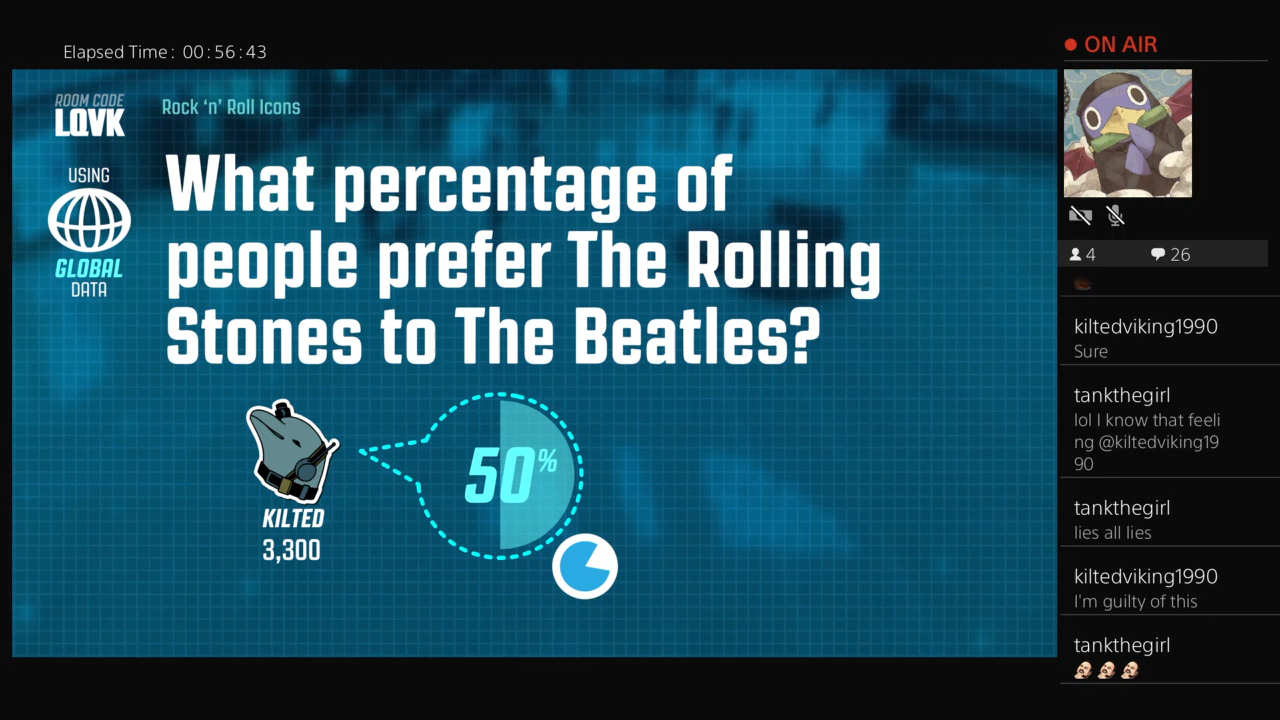 Elapsed Time: 00:56:43
ON AIR
ROOM CODE
LQVK
Rock ‘n’ Roll Icons
USING
GLOBAL
DATA
What percentage of
people prefer The Rolling
Stones to The Beatles?
50%
KILTED
3,300
4
26
kiltedviking1990
Sure
tankthegirl
lol I know that feeli
ng @kiltedviking19
90
tankthegirl
lies all lies
kiltedviking1990
I'm guilty of this
tankthegirl